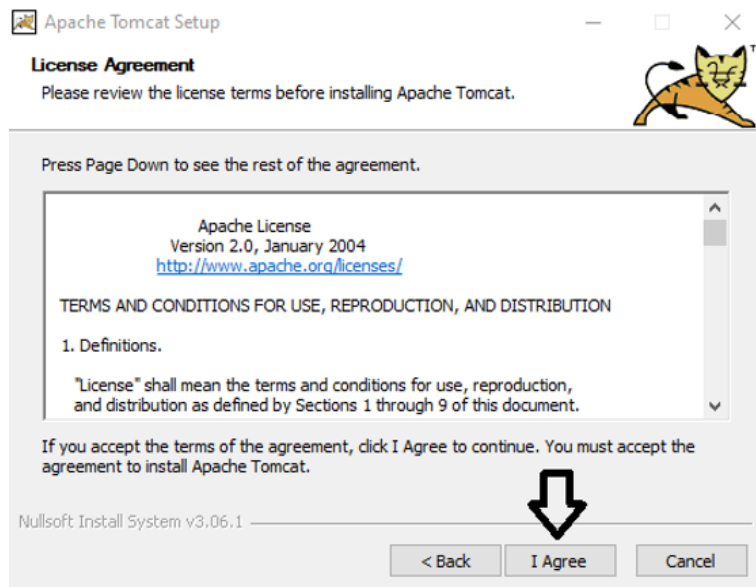 Apache Tomcat Setup
License Agreement
Please review the license terms before installing Apache Tomcat.
TM
Press Page Down to see the rest of the agreement.
Apache License
Version 2.0, January 2004
http://www.apache.org/licenses/
TERMS AND CONDITIONS FOR USE, REPRODUCTION, AND DISTRIBUTION
1. Definitions.
"License" shall mean the terms and conditions for use, reproduction,
and distribution as defined by Sections 1 through 9 of this document.
If you accept the terms of the agreement, click I Agree to continue. You must accept the
agreement to install Apache Tomcat.
Nullsoft Install System v3.06.1
< Back I Agree Cancel